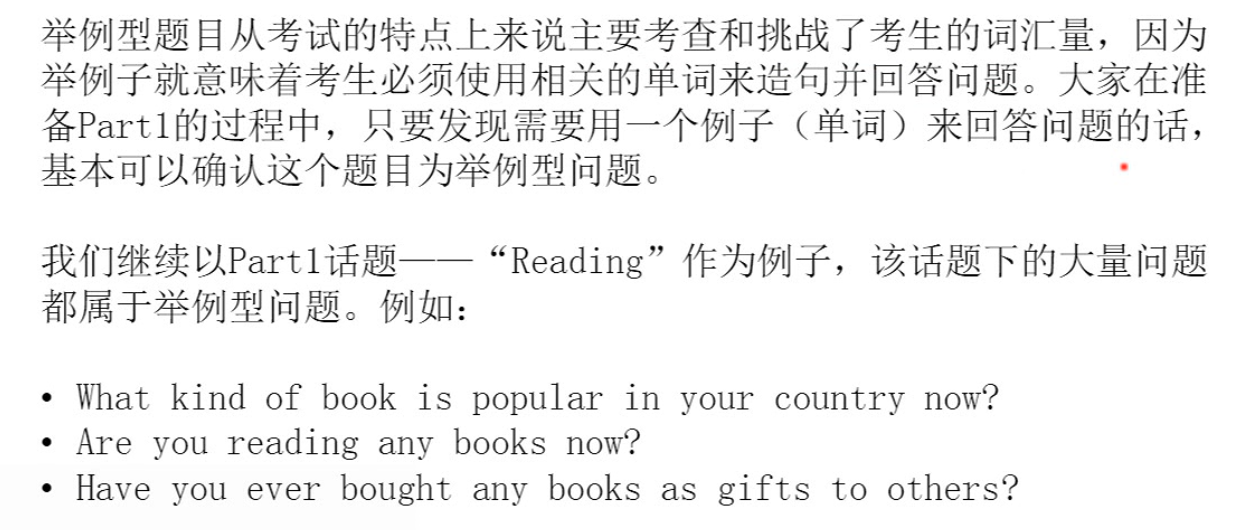 举例型题目从考试的特点上来说主要考查和挑战了考生的词汇量，因为
举例子就意味着考生必须使用相关的单词来造句并回答问题。大家在准
备Part1的过程中，只要发现需要用一个例子（单词）来回答问题的话，
基本可以确认这个题目为举例型问题。
我们继续以Part1话题——“Reading”作为例子，该话题下的大量问题
都属于举例型问题。例如：
• What kind of book is popular in your country now?
• Are you reading any books now?
• Have you ever bought any books as gifts to others?